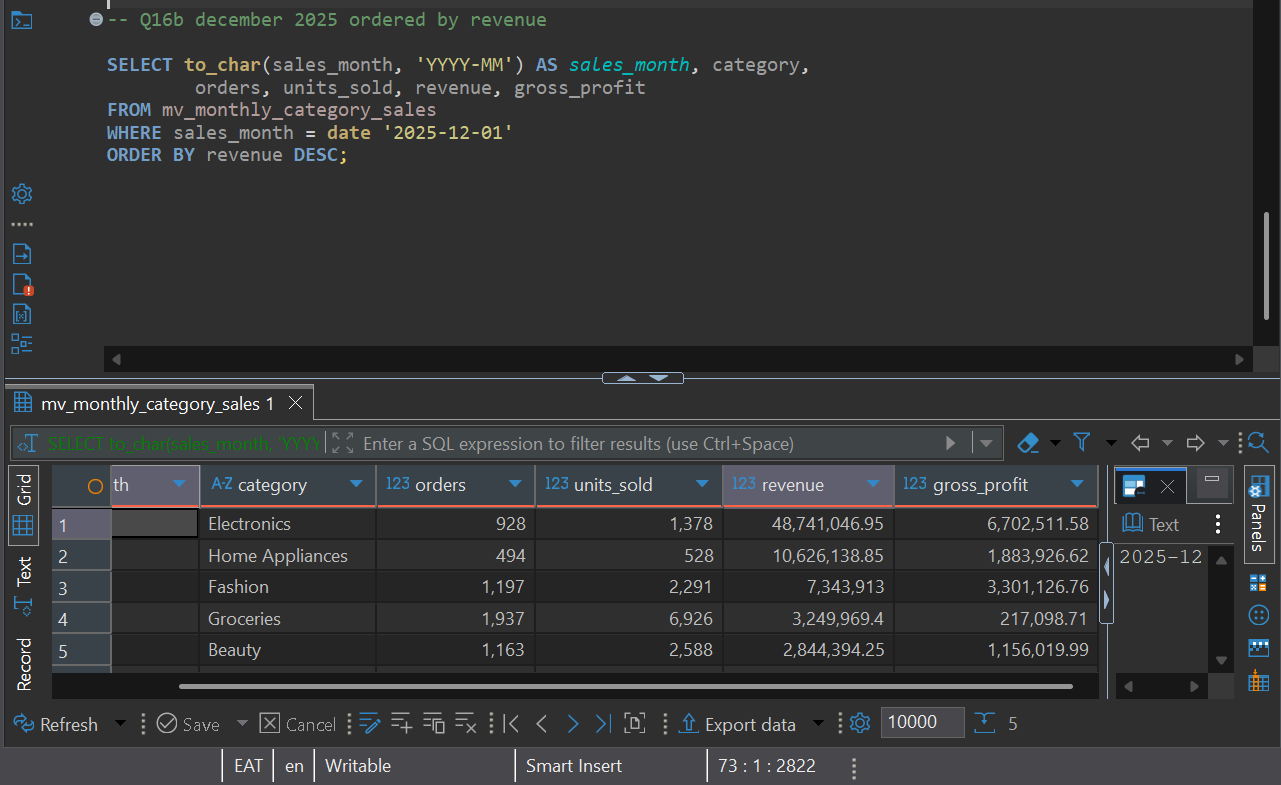 -- Q16b december 2025 ordered by revenue
SELECT to_char(sales_month, 'YYYY-MM') AS sales_month, category,
orders, units_sold, revenue, gross_profit
FROM mv_monthly_category_sales
WHERE sales_month = date '2025-12-01'
ORDER BY revenue DESC;
mv_monthly_category_sales 1
SELECT to_char(sales_month, 'YYYY
Enter a SQL expression to filter results (use Ctrl+Space)
Grid
Text
Record
th A-Z category 123 orders 123 units_sold 123 revenue 123 gross_profit
1 Electronics 928 1,378 48,741,046.95 6,702,511.58
2 Home Appliances 494 528 10,626,138.85 1,883,926.62
3 Fashion 1,197 2,291 7,343,913 3,301,126.76
4 Groceries 1,937 6,926 3,249,969.4 217,098.71
5 Beauty 1,163 2,588 2,844,394.25 1,156,019.99
Text
2025-12
Panels
Refresh Save Cancel Export data 10000 5
EAT en Writable Smart Insert 73 : 1 : 2822